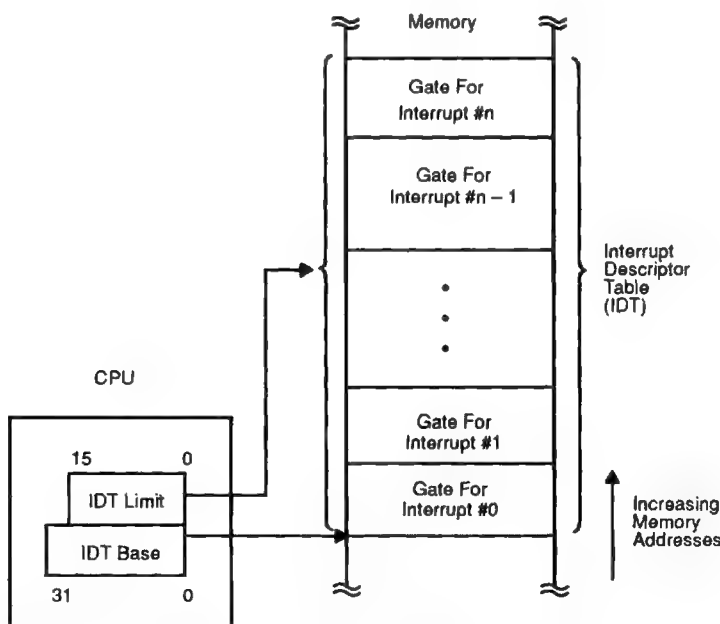 Memory
Gate For
Interrupt #n
Gate For
Interrupt #n – 1
Interrupt
Descriptor
Table
(IDT)
CPU
15 0
IDT Limit
IDT Base
31 0
Gate For
Interrupt #1
Gate For
Interrupt #0
Increasing
Memory
Addresses